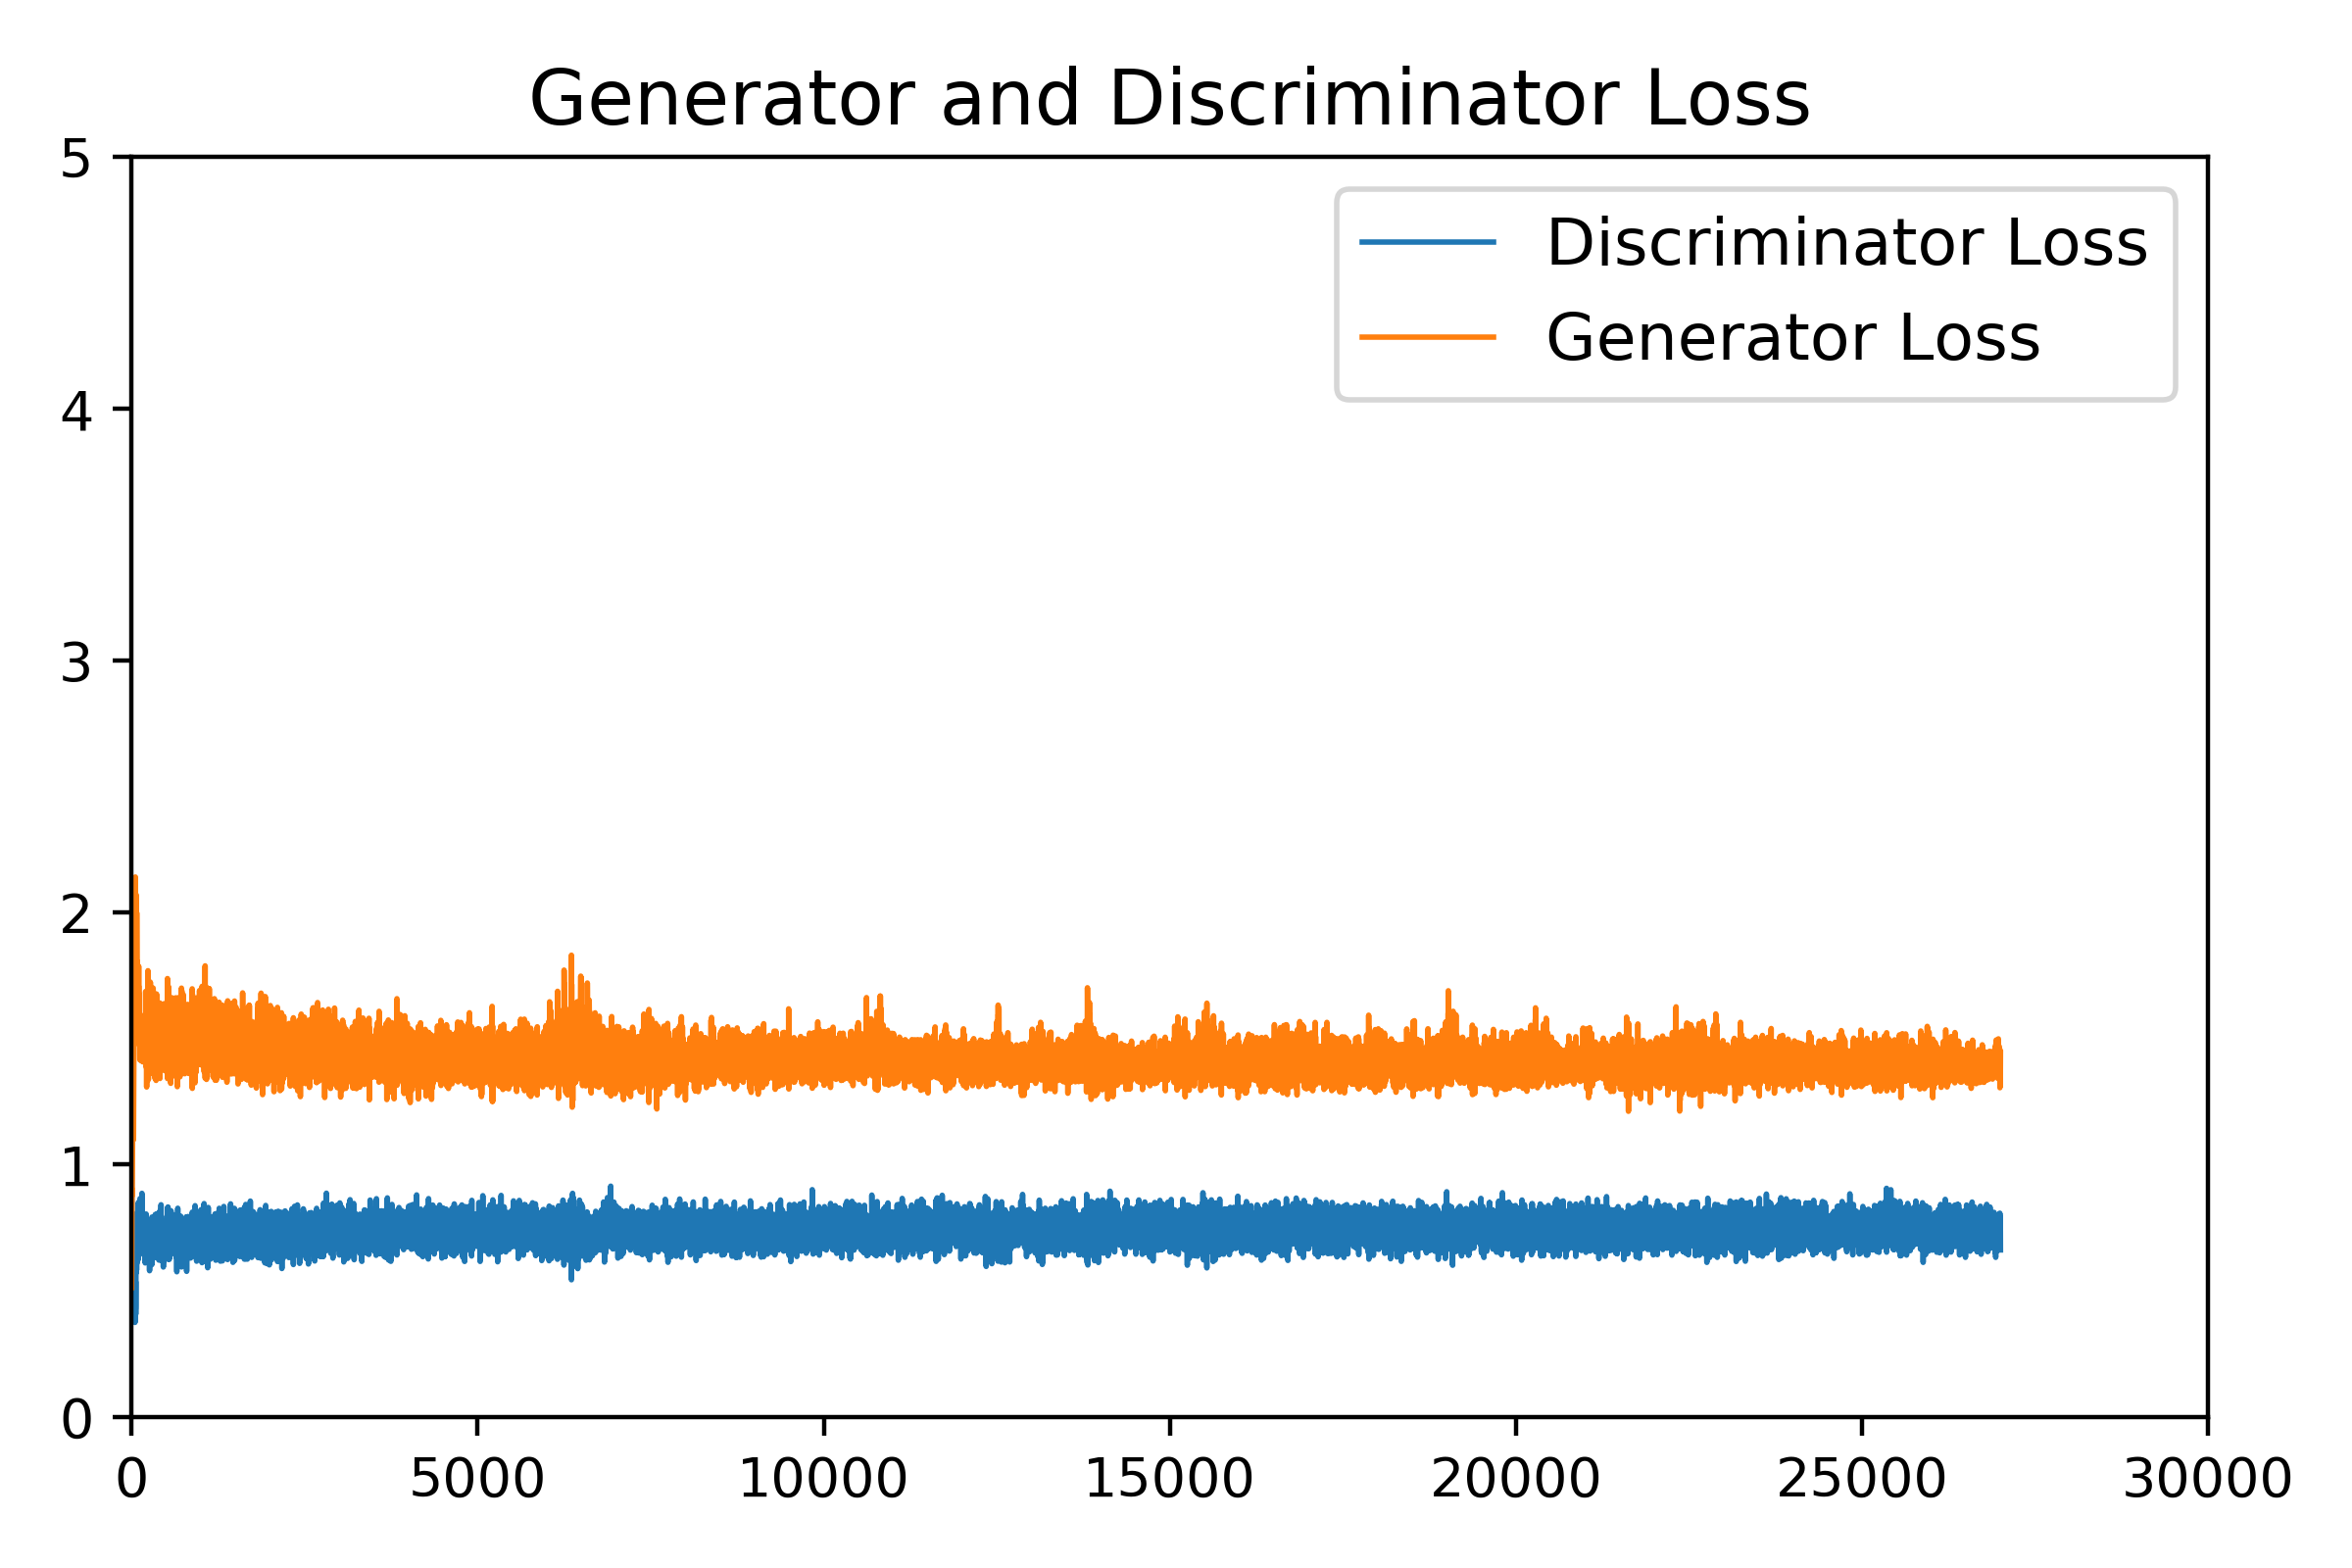 Generator and Discriminator Loss
5
Discriminator Loss
Generator Loss
4
3
2
1
0
0 5000 10000 15000 20000 25000 30000